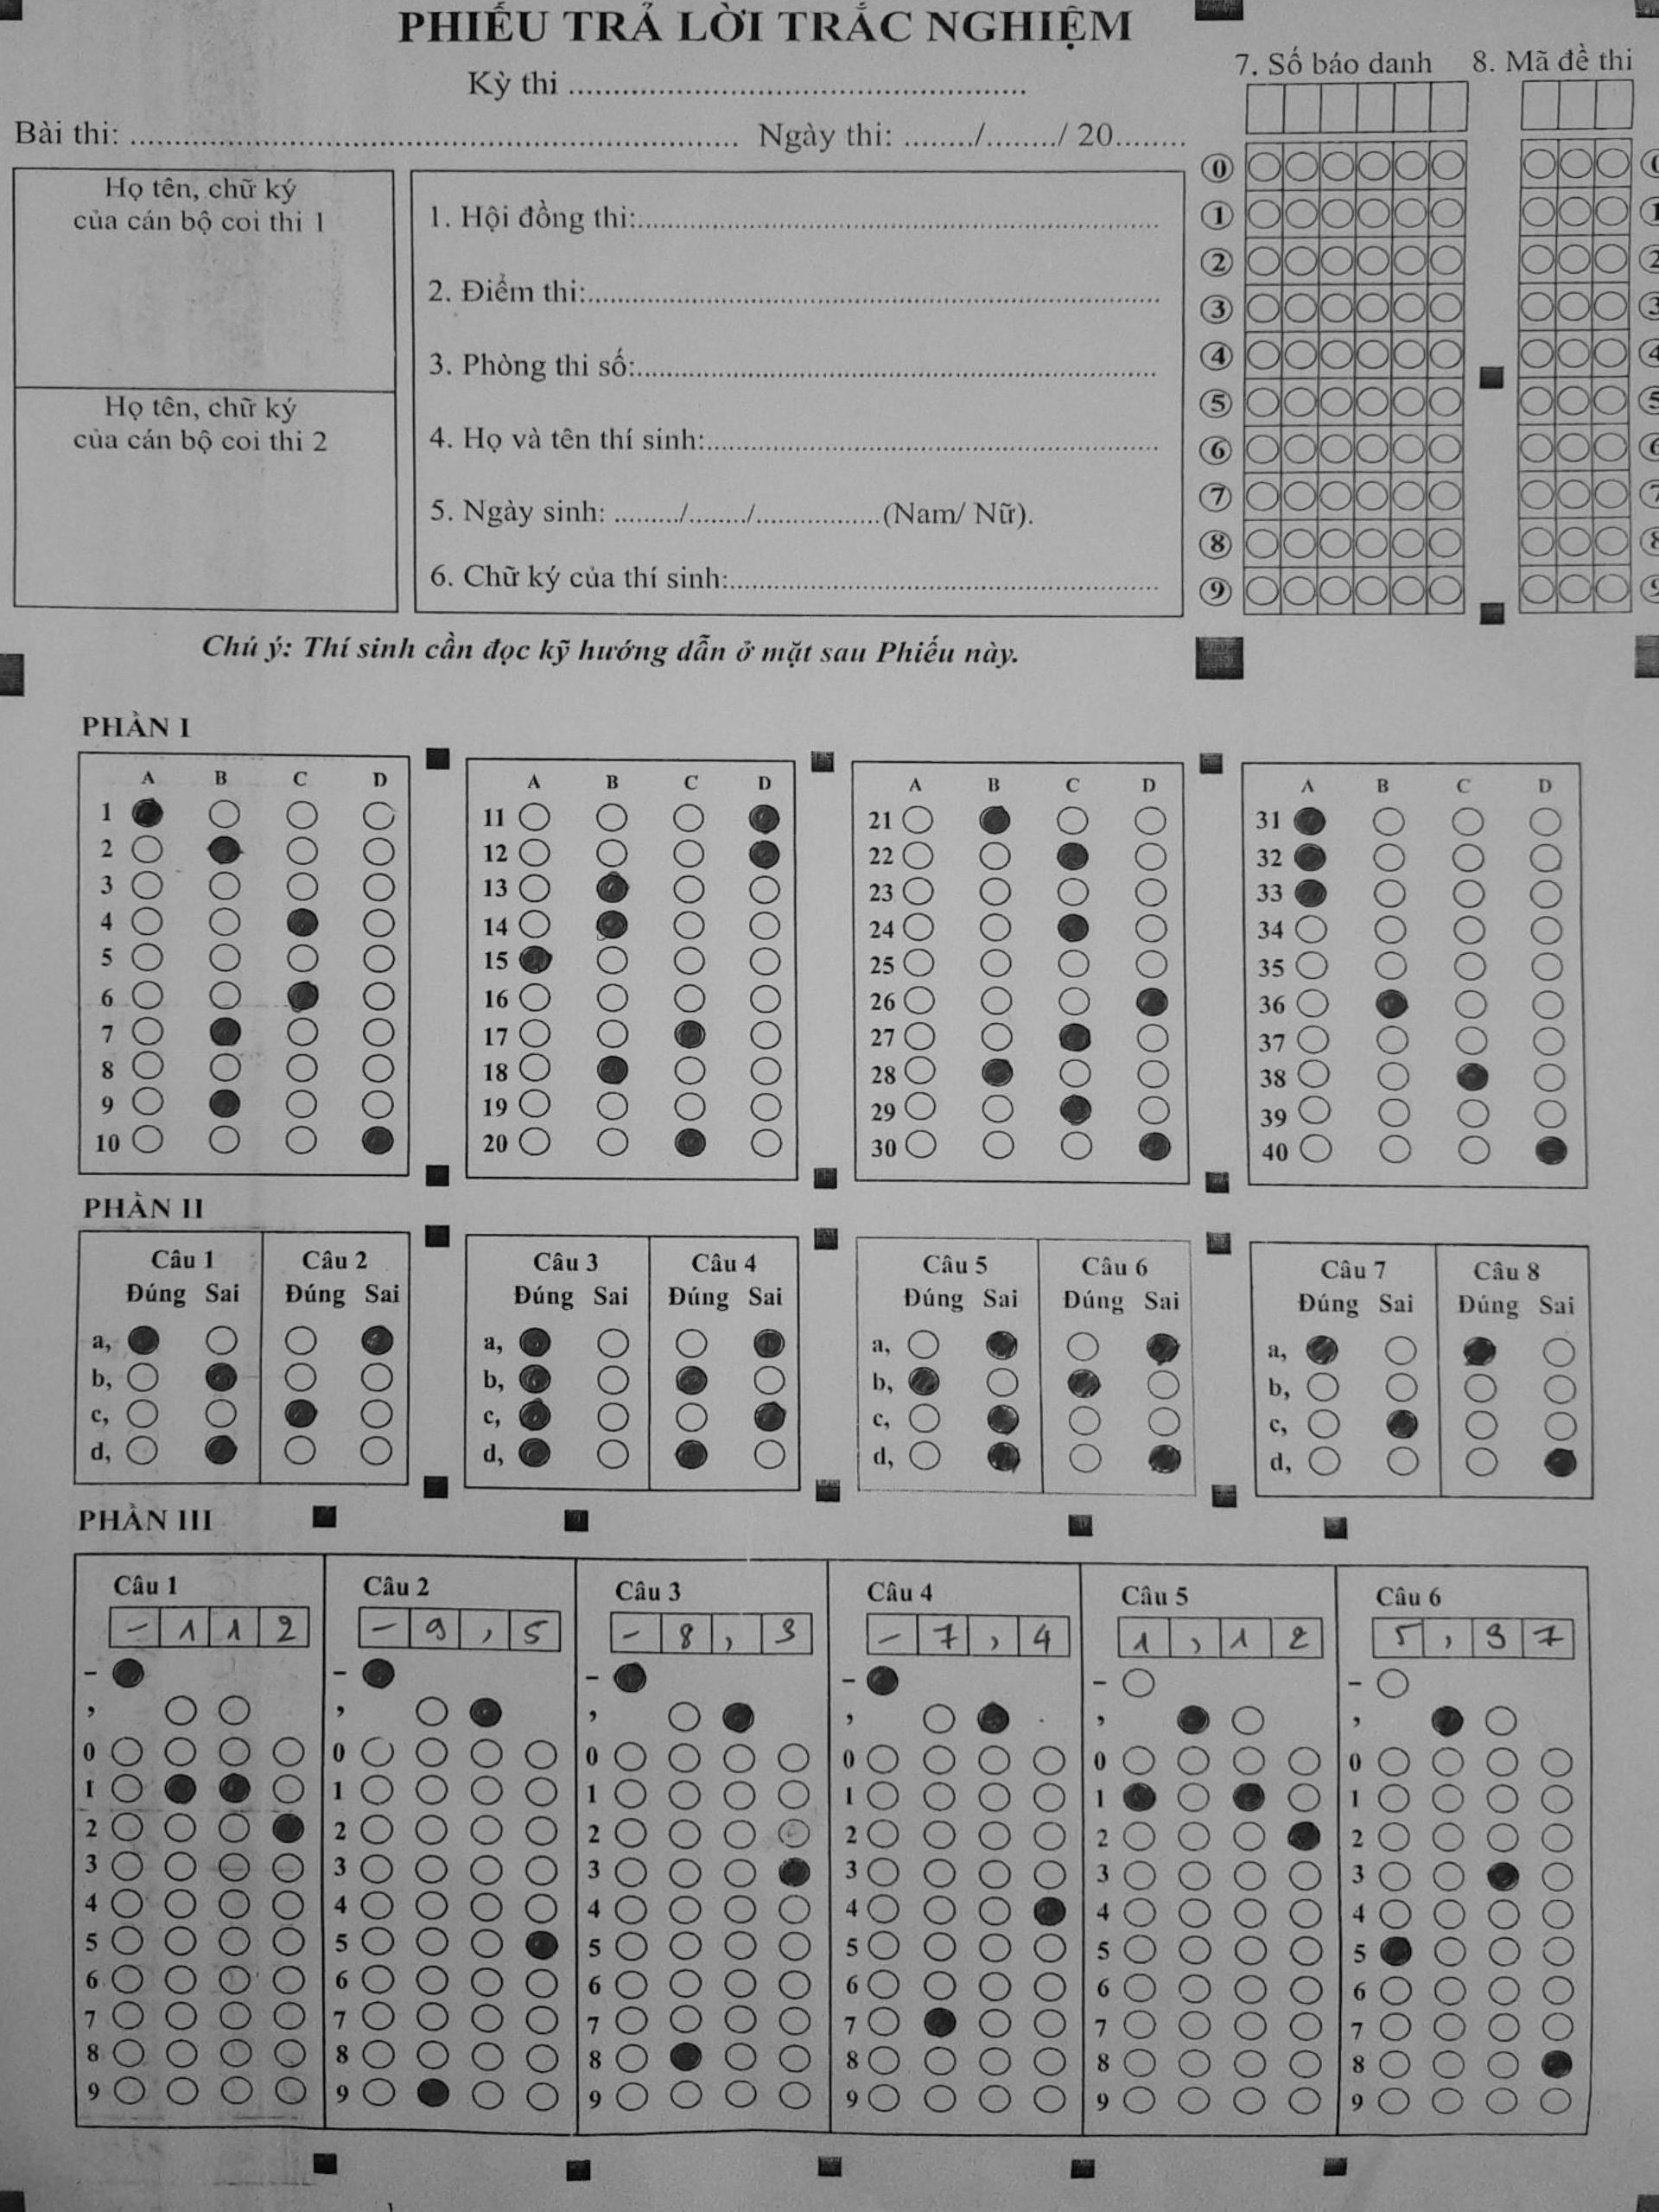 PHIẾU TRẢ LỜI TRẮC NGHIỆM
Kỳ thi ....................
Bài thi: .................... Ngày thi: ......../......../ 20........
7. Số báo danh
8. Mã đề thi
Họ tên, chữ ký
của cán bộ coi thi 1
Họ tên, chữ ký
của cán bộ coi thi 2
1. Hội đồng thi:....................
2. Điểm thi:....................
3. Phòng thi số:....................
4. Họ và tên thí sinh:....................
5. Ngày sinh: ........./......../.................(Nam/ Nữ).
6. Chữ ký của thí sinh:....................
0
1
2
3
4
5
6
7
8
9
Chú ý: Thí sinh cần đọc kỹ hướng dẫn ở mặt sau Phiếu này.
PHẦN I
A B C D
1
2
3
4
5
6
7
8
9
10
A B C D
11
12
13
14
15
16
17
18
19
20
A B C D
21
22
23
24
25
26
27
28
29
30
A B C D
31
32
33
34
35
36
37
38
39
40
PHẦN II
Câu 1 Câu 2
Đúng Sai Đúng Sai
a,
b,
c,
d,
Câu 3 Câu 4
Đúng Sai Đúng Sai
a,
b,
c,
d,
Câu 5 Câu 6
Đúng Sai Đúng Sai
a,
b,
c,
d,
Câu 7 Câu 8
Đúng Sai Đúng Sai
a,
b,
c,
d,
PHẦN III
Câu 1
- 1 1 2
-
,
0
1
2
3
4
5
6
7
8
9
Câu 2
- 9 , 5
-
,
0
1
2
3
4
5
6
7
8
9
Câu 3
- 8 , 3
-
,
0
1
2
3
4
5
6
7
8
9
Câu 4
- 7 , 4
-
,
0
1
2
3
4
5
6
7
8
9
Câu 5
1 , 1 2
-
,
0
1
2
3
4
5
6
7
8
9
Câu 6
5 , 3 7
-
,
0
1
2
3
4
5
6
7
8
9